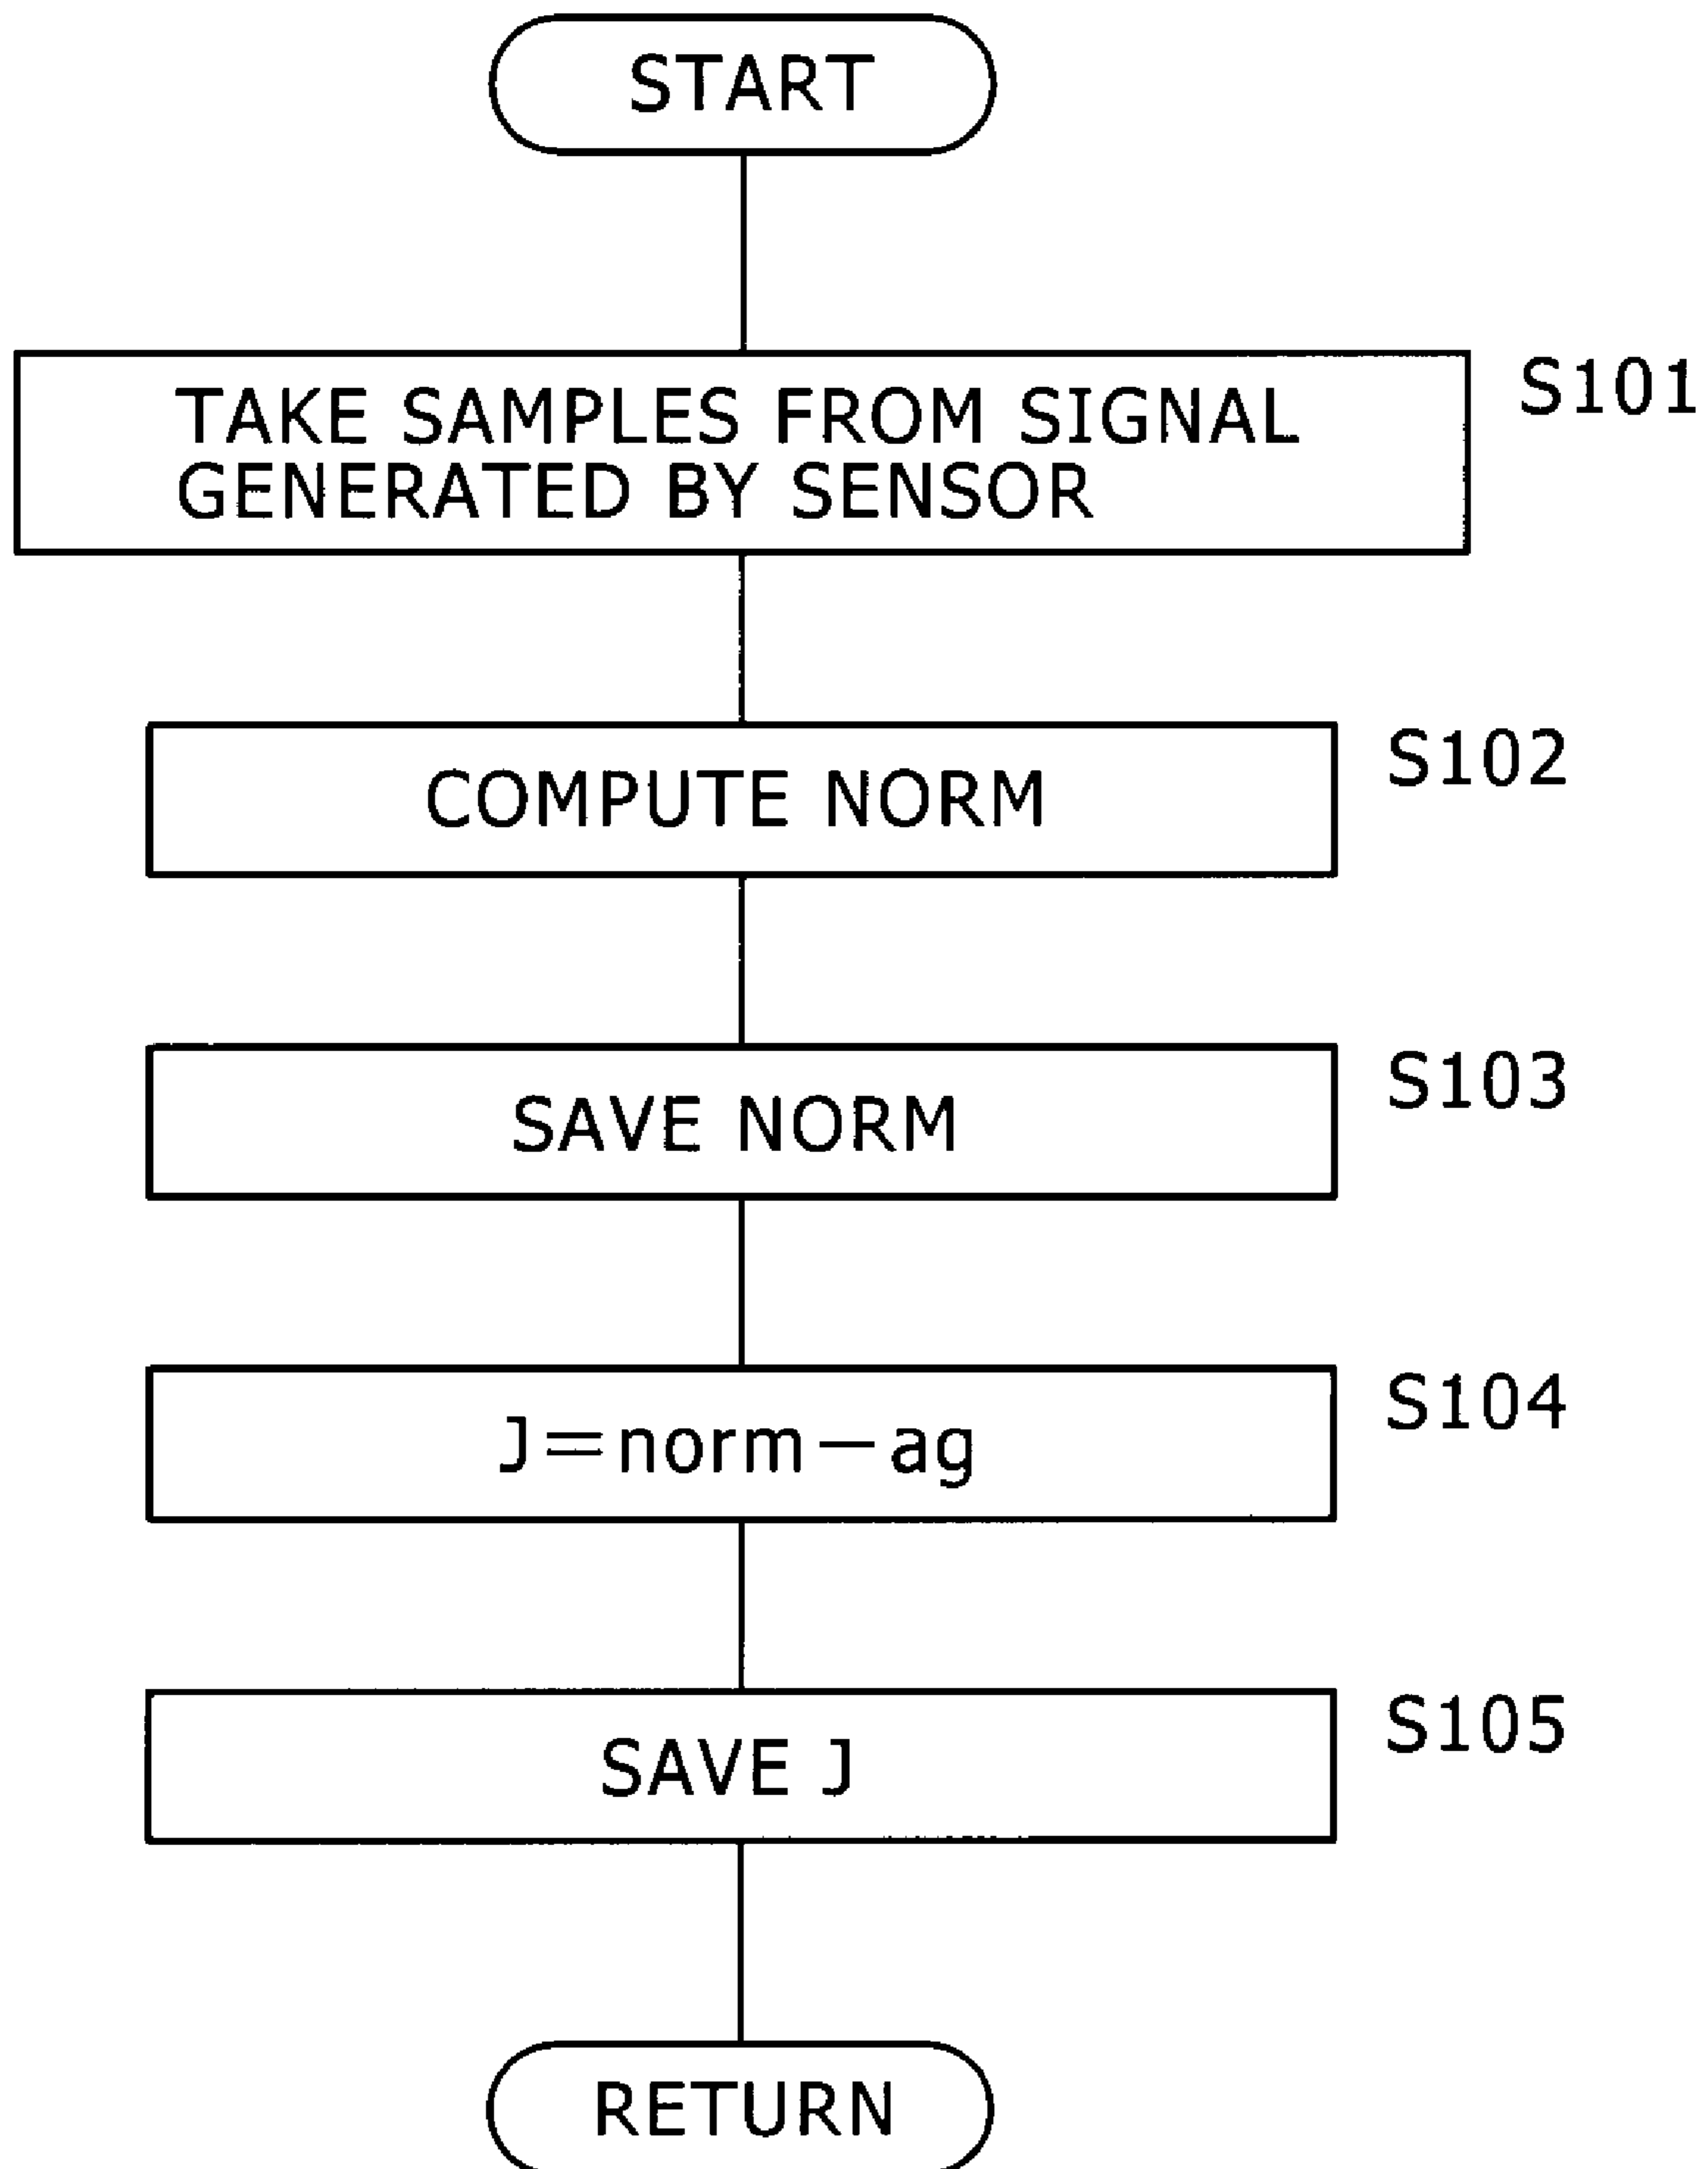 START
TAKE SAMPLES FROM SIGNAL
GENERATED BY SENSOR
S101
COMPUTE NORM
S102
SAVE NORM
S103
J=norm-ag
S104
SAVE J
S105
RETURN